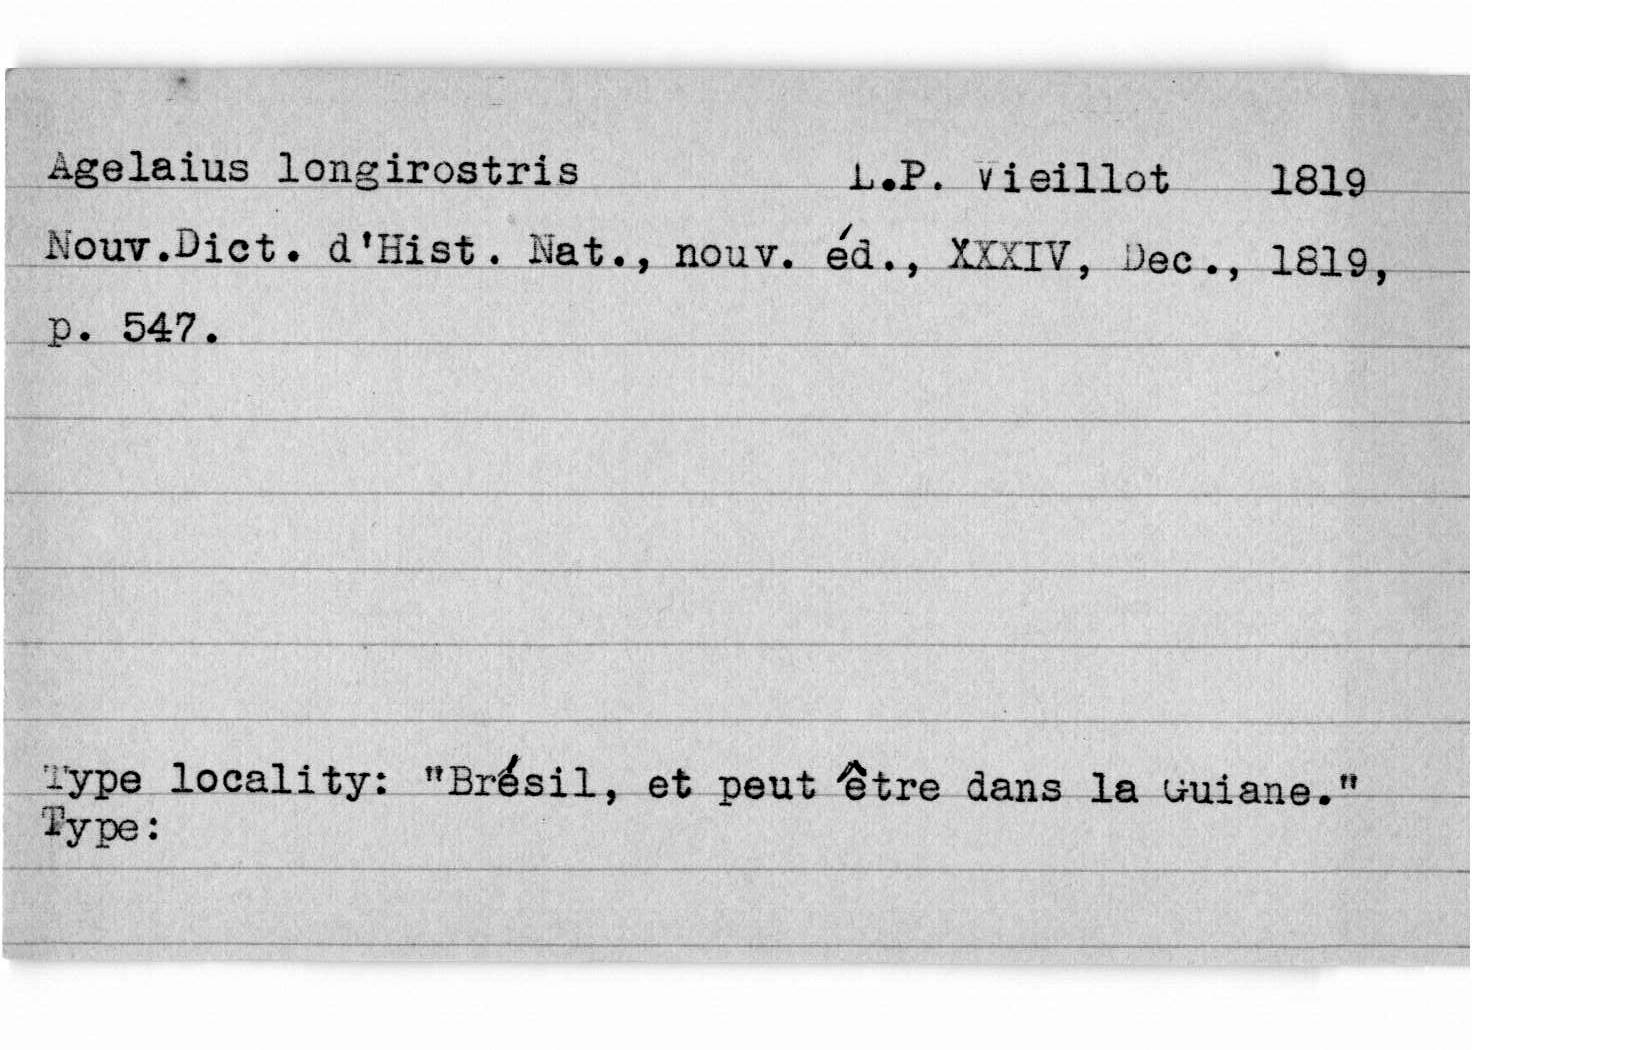 Agelaius longirostris L.P. Vieillot 1819
Nouv.Dict. d'Hist. Nat., nouv. éd., XXXIV, Dec., 1819,
p. 547.
Type locality: "Brésil, et peut être dans la Guiane."
Type: